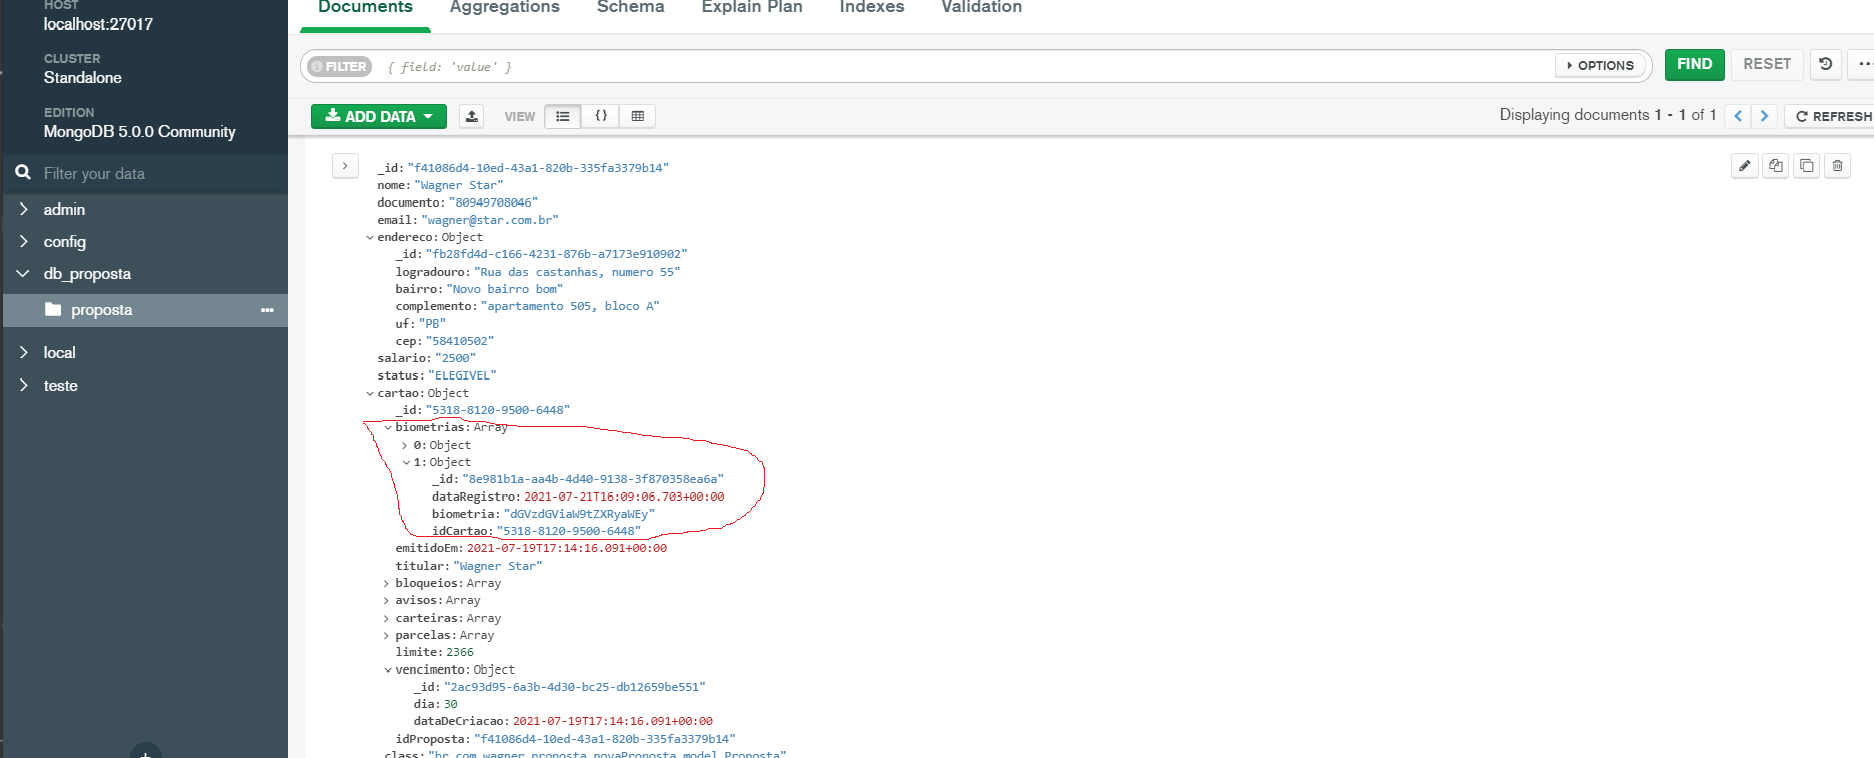 HOST
localhost:27017
CLUSTER
Standalone
EDITION
MongoDB 5.0.0 Community
Filter your data
admin
config
db_proposta
proposta
local
teste
Documents Aggregations Schema Explain Plan Indexes Validation
FILTER { field: 'value' } OPTIONS FIND RESET
ADD DATA VIEW {} Displaying documents 1 - 1 of 1 REFRESH
_id: "f41086d4-10ed-43a1-820b-335fa3379b14"
nome: "Wagner Star"
documento: "80949708046"
email: "wagner@star.com.br"
endereco: Object
_id: "fb28fd4d-c166-4231-876b-a7173e910902"
logradouro: "Rua das castanhas, numero 55"
bairro: "Novo bairro bom"
complemento: "apartamento 505, bloco A"
uf: "PB"
cep: "58410502"
salario: "2500"
status: "ELEGIVEL"
cartao: Object
_id: "5318-8120-9500-6448"
biometrias: Array
0: Object
1: Object
_id: "8e981b1a-aa4b-4d40-9138-3f870358ea6a"
dataRegistro: 2021-07-21T16:09:06.703+00:00
biometria: "dGVzdGViaW9tZXRyaWEy"
idCartao: "5318-8120-9500-6448"
emitidoEm: 2021-07-19T17:14:16.091+00:00
titular: "Wagner Star"
bloqueios: Array
avisos: Array
carteiras: Array
parcelas: Array
limite: 2366
vencimento: Object
_id: "2ac93d95-6a3b-4d30-bc25-db12659be551"
dia: 30
dataDeCriacao: 2021-07-19T17:14:16.091+00:00
idProposta: "f41086d4-10ed-43a1-820b-335fa3379b14"
class: "br.com.wagner.proposta.novaProposta.model.Proposta"